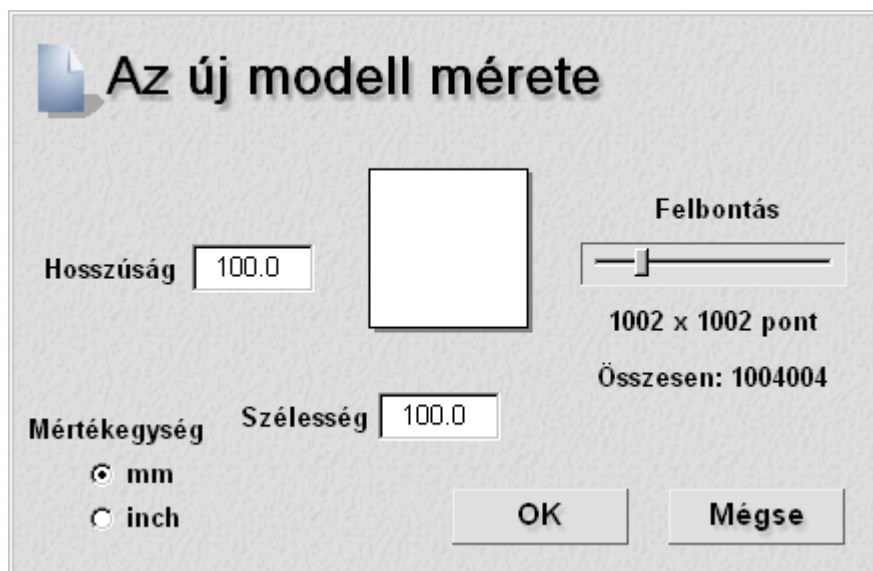 Az új modell mérete
Felbontás
Hosszúság 100.0
1002 x 1002 pont
Összesen: 1004004
Szélesség 100.0
Mértékegység
mm
inch
OK
Mégse